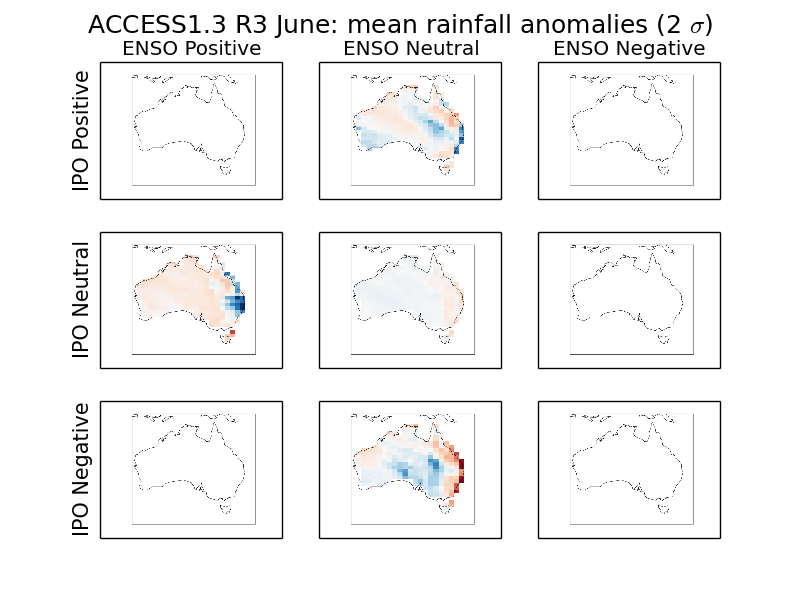 ACCESS1.3 R3 June: mean rainfall anomalies (2 σ)
ENSO Positive
ENSO Neutral
ENSO Negative
IPO Positive
IPO Neutral
IPO Negative